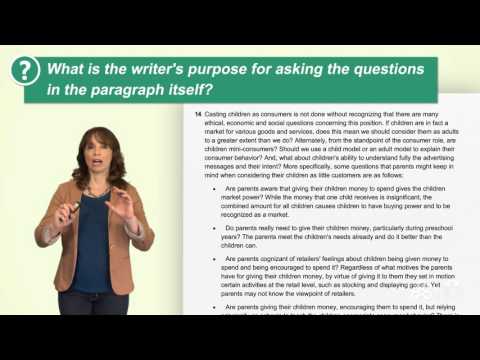 ?
What is the writer's purpose for asking the questions
in the paragraph itself?
14 Casting children as consumers is not done without recognizing that there are many
ethical, economic and social questions concerning this position. If children are in fact a
market for various goods and services, does this mean we should consider them as adults
to a greater extent than we do? Alternately, from the standpoint of the consumer role, are
children mini-consumers? Should we use a child model or an adult model to explain their
consumer behavior? And, what about children's ability to understand fully the advertising
messages and their intent? More specifically, some questions that parents might keep in
mind when considering their children as little customers are as follows:
• Are parents aware that giving their children money to spend gives the children
market power? While the money that one child receives is insignificant, the
combined amount for all children causes children to have buying power and to be
recognized as a market.
• Do parents really need to give their children money, particularly during preschool
years? The parents meet the children's needs already and do it better than the
children can.
• Are parents cognizant of retailers' feelings about children being given money to
spend and being encouraged to spend it? Regardless of what motives the parents
have for giving their children money, the virtue of giving it to them set in motion
certain activities at the retail level, such as stocking and displaying goods. Yet
parents may not know the viewpoint of retailers.
• Are parents giving their children money, encouraging them to spend it, but relying